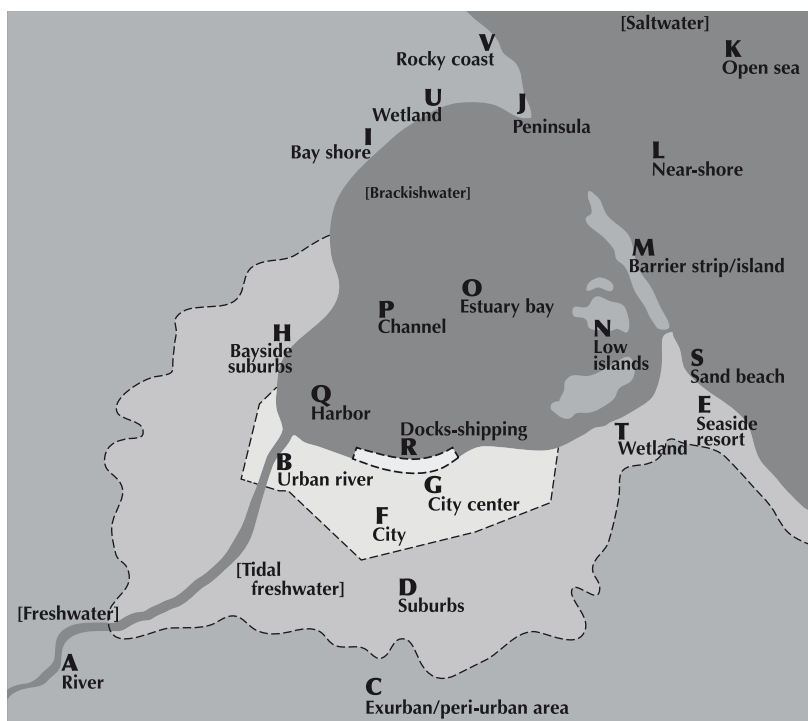 [Saltwater]
V
Rocky coast
K
Open sea
U
Wetland
J
Peninsula
I
Bay shore
L
Near-shore
[Brackishwater]
M
Barrier strip/island
O
Estuary bay
P
Channel
N
Low
islands
H
Bayside
suburbs
S
Sand beach
Q
Harbor
E
Seaside
resort
Docks-shipping
R
T
Wetland
B
Urban river
G
City center
F
City
[Tidal
freshwater]
D
Suburbs
[Freshwater]
A
River
C
Exurban/peri-urban area